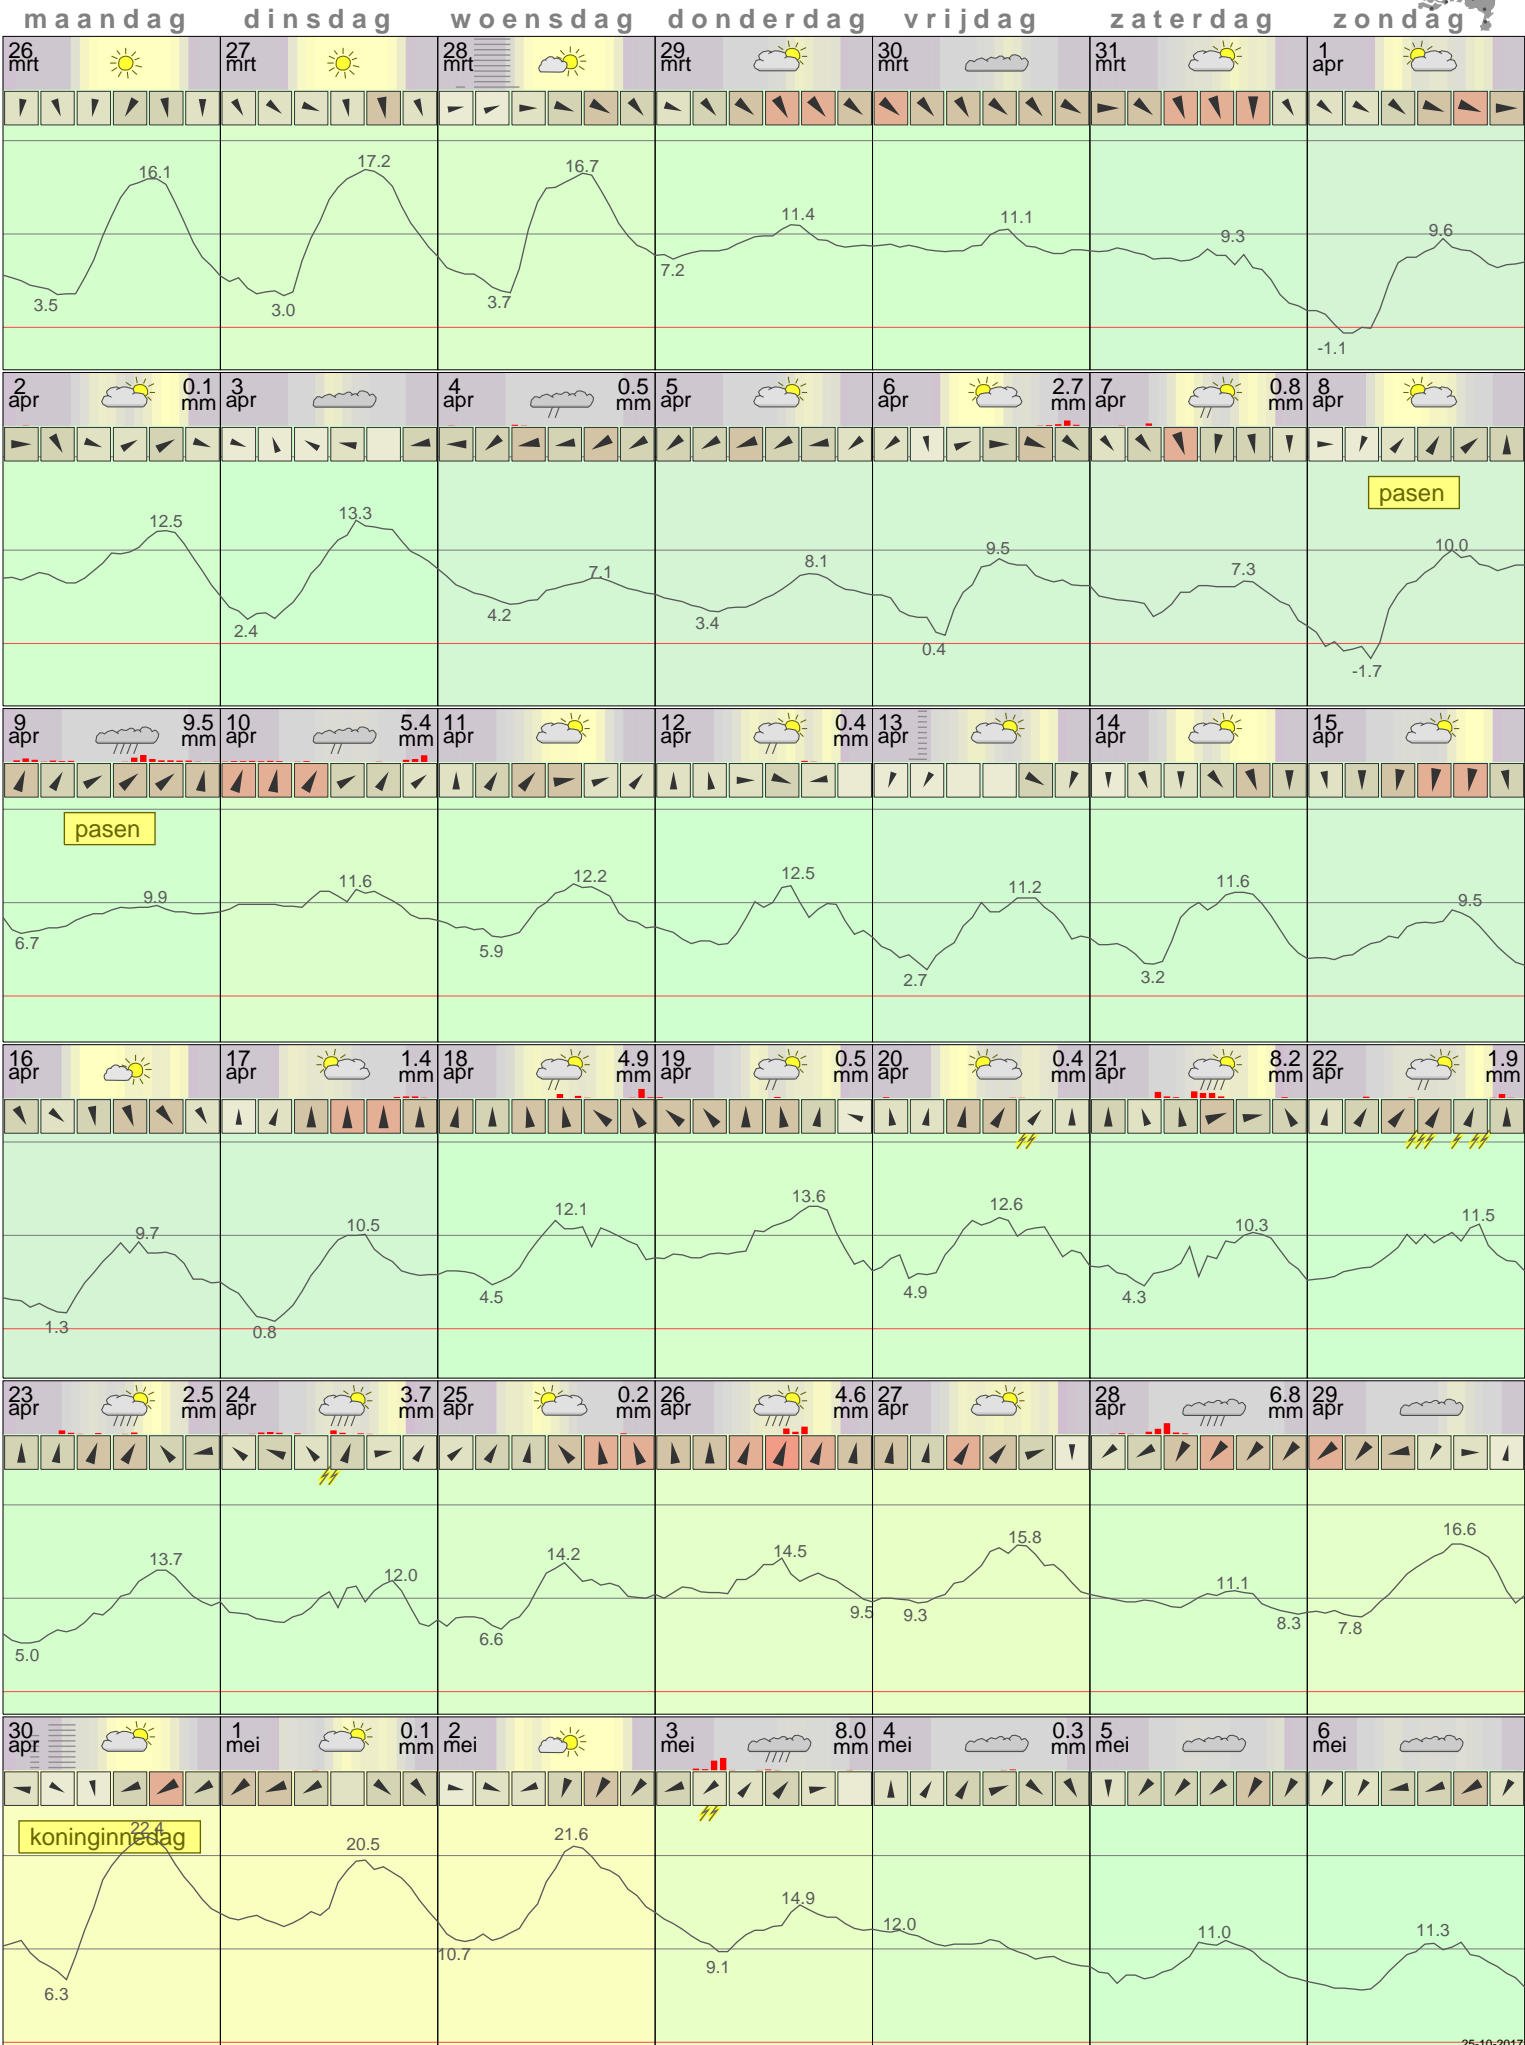 maandag dinsdag woensdag donderdag vrijdag zaterdag zondag
26 27 28 29 30 31 1
mrt mrt mrt mrt mrt mrt apr
16.1 17.2 16.7 11.4 11.1 9.3 9.6
3.5 3.0 3.7 7.2 -1.1
2 0.1 3 4 0.5 5 6 2.7 7 0.8 8
apr mm apr apr mm apr apr mm apr mm apr
pasen
12.5 13.3 7.1 8.1 9.5 7.3 10.0
2.4 4.2 3.4 0.4 -1.7
9 9.5 10 5.4 11 12 0.4 13 14 15
apr mm apr mm apr apr mm apr apr apr
pasen
9.9 11.6 12.2 12.5 11.2 11.6 9.5
6.7 5.9 2.7 3.2
16 17 1.4 18 4.9 19 0.5 20 0.4 21 8.2 22 1.9
apr apr mm apr mm apr mm apr mm apr mm apr mm
9.7 10.5 12.1 13.6 12.6 10.3 11.5
1.3 0.8 4.5 4.9 4.3
23 2.5 24 3.7 25 0.2 26 4.6 27 28 6.8 29
apr mm apr mm apr mm apr mm apr apr mm apr
13.7 12.0 14.2 14.5 15.8 11.1 16.6
5.0 6.6 9.5 9.3 8.3 7.8
30 1 0.1 2 3 8.0 4 0.3 5 6
apr mei mm mei mei mm mei mm mei mei
koninginnedag
22.4 20.5 21.6 14.9 12.0 11.0 11.3
6.3 10.7 9.1
25-10-2017